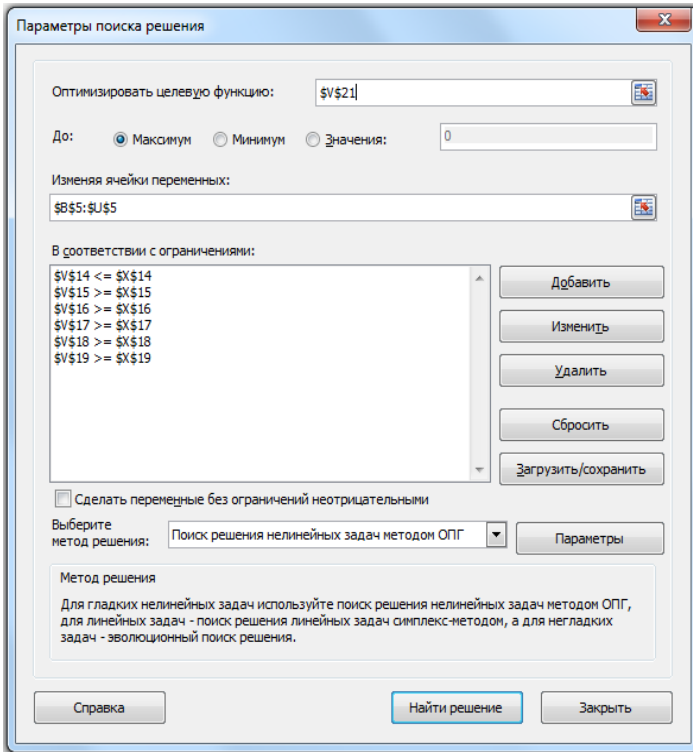 Параметры поиска решения
Оптимизировать целевую функцию: $V$21
До: Максимум Минимум Значения: 0
Изменяя ячейки переменных:
$B$5:$U$5
В соответствии с ограничениями:
$V$14 <= $X$14
$V$15 >= $X$15
$V$16 >= $X$16
$V$17 >= $X$17
$V$18 >= $X$18
$V$19 >= $X$19
Добавить
Изменить
Удалить
Сбросить
Загрузить/сохранить
Сделать переменные без ограничений неотрицательными
Выберите
метод решения: Поиск решения нелинейных задач методом ОПГ Параметры
Метод решения
Для гладких нелинейных задач используйте поиск решения нелинейных задач методом ОПГ,
для линейных задач - поиск решения линейных задач симплекс-методом, а для негладких
задач - эволюционный поиск решения.
Справка Найти решение Закрыть